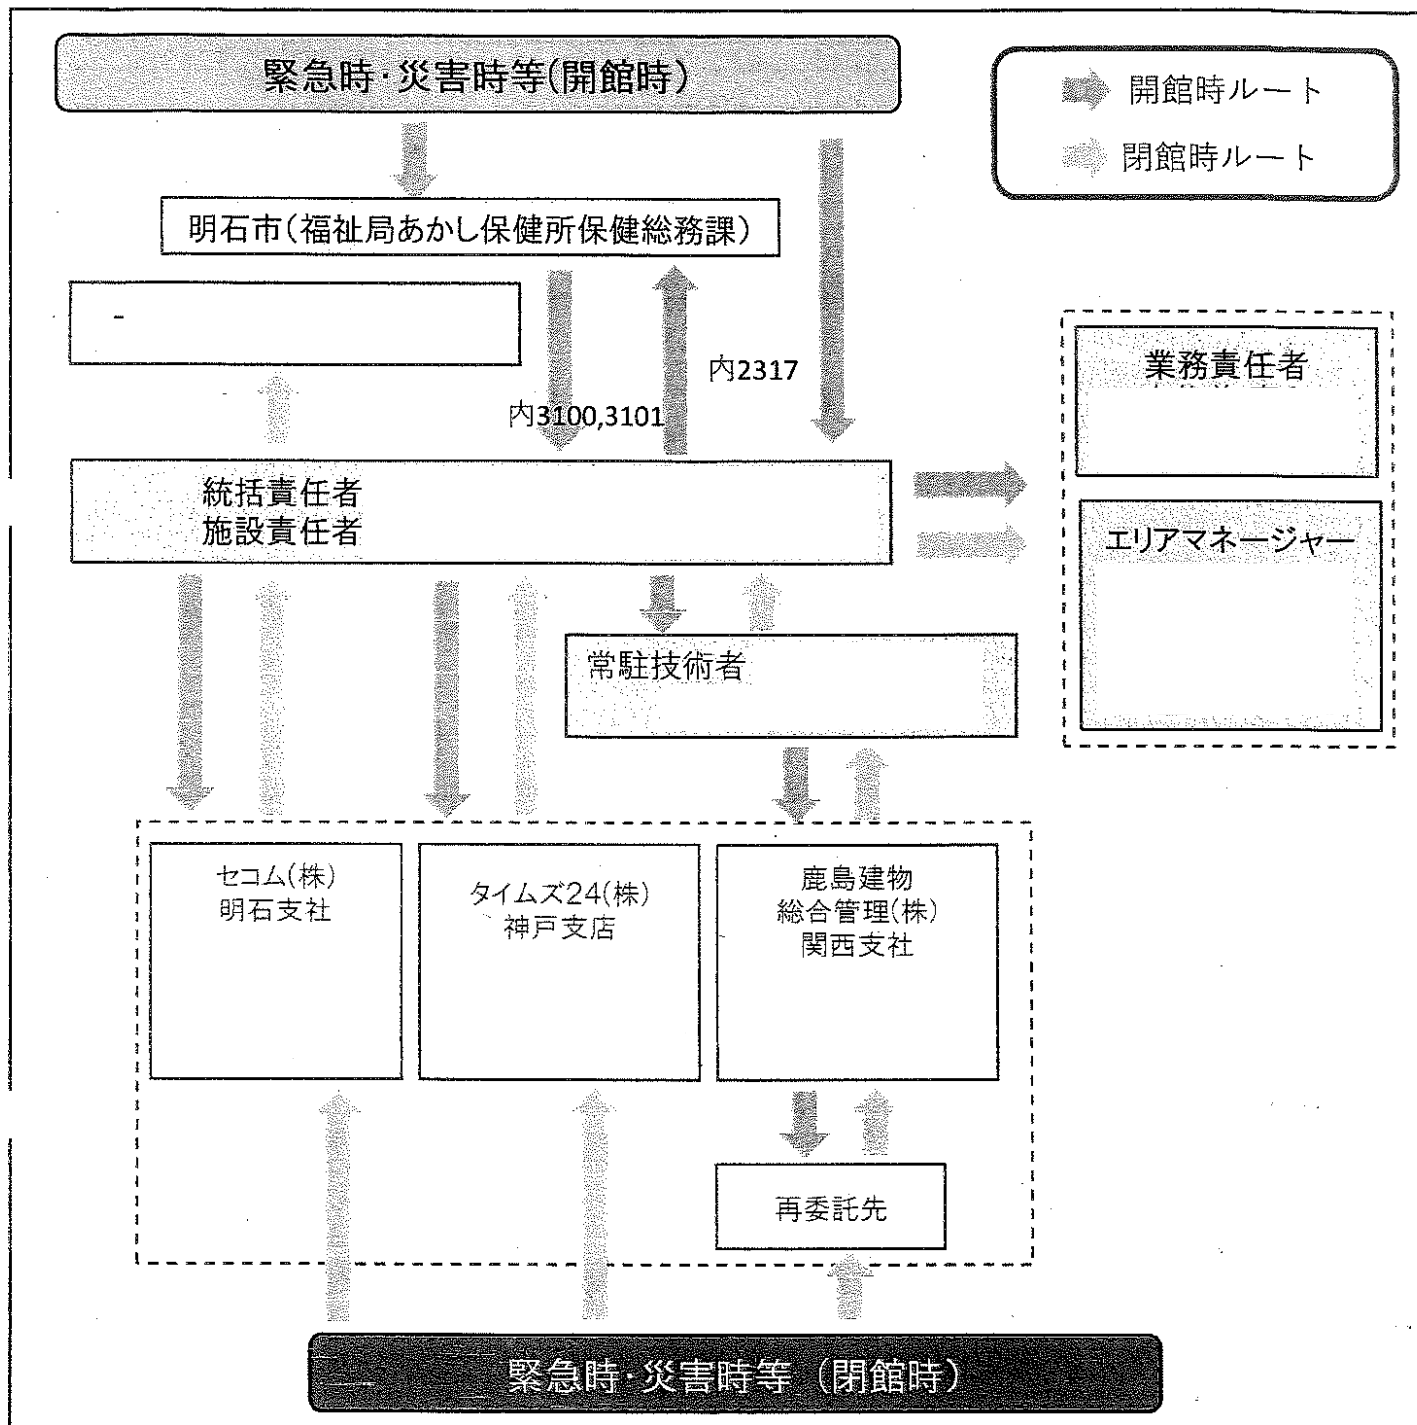 緊急時・災害時等(開館時)
開館時ルート
閉館時ルート
明石市(福祉局あかし保健所保健総務課)
-
内2317
内3100,3101
業務責任者
統括責任者
施設責任者
エリアマネージャー
常駐技術者
セコム(株)
明石支社
タイムズ24(株)
神戸支店
鹿島建物
総合管理(株)
関西支社
再委託先
緊急時・災害時等 (閉館時)